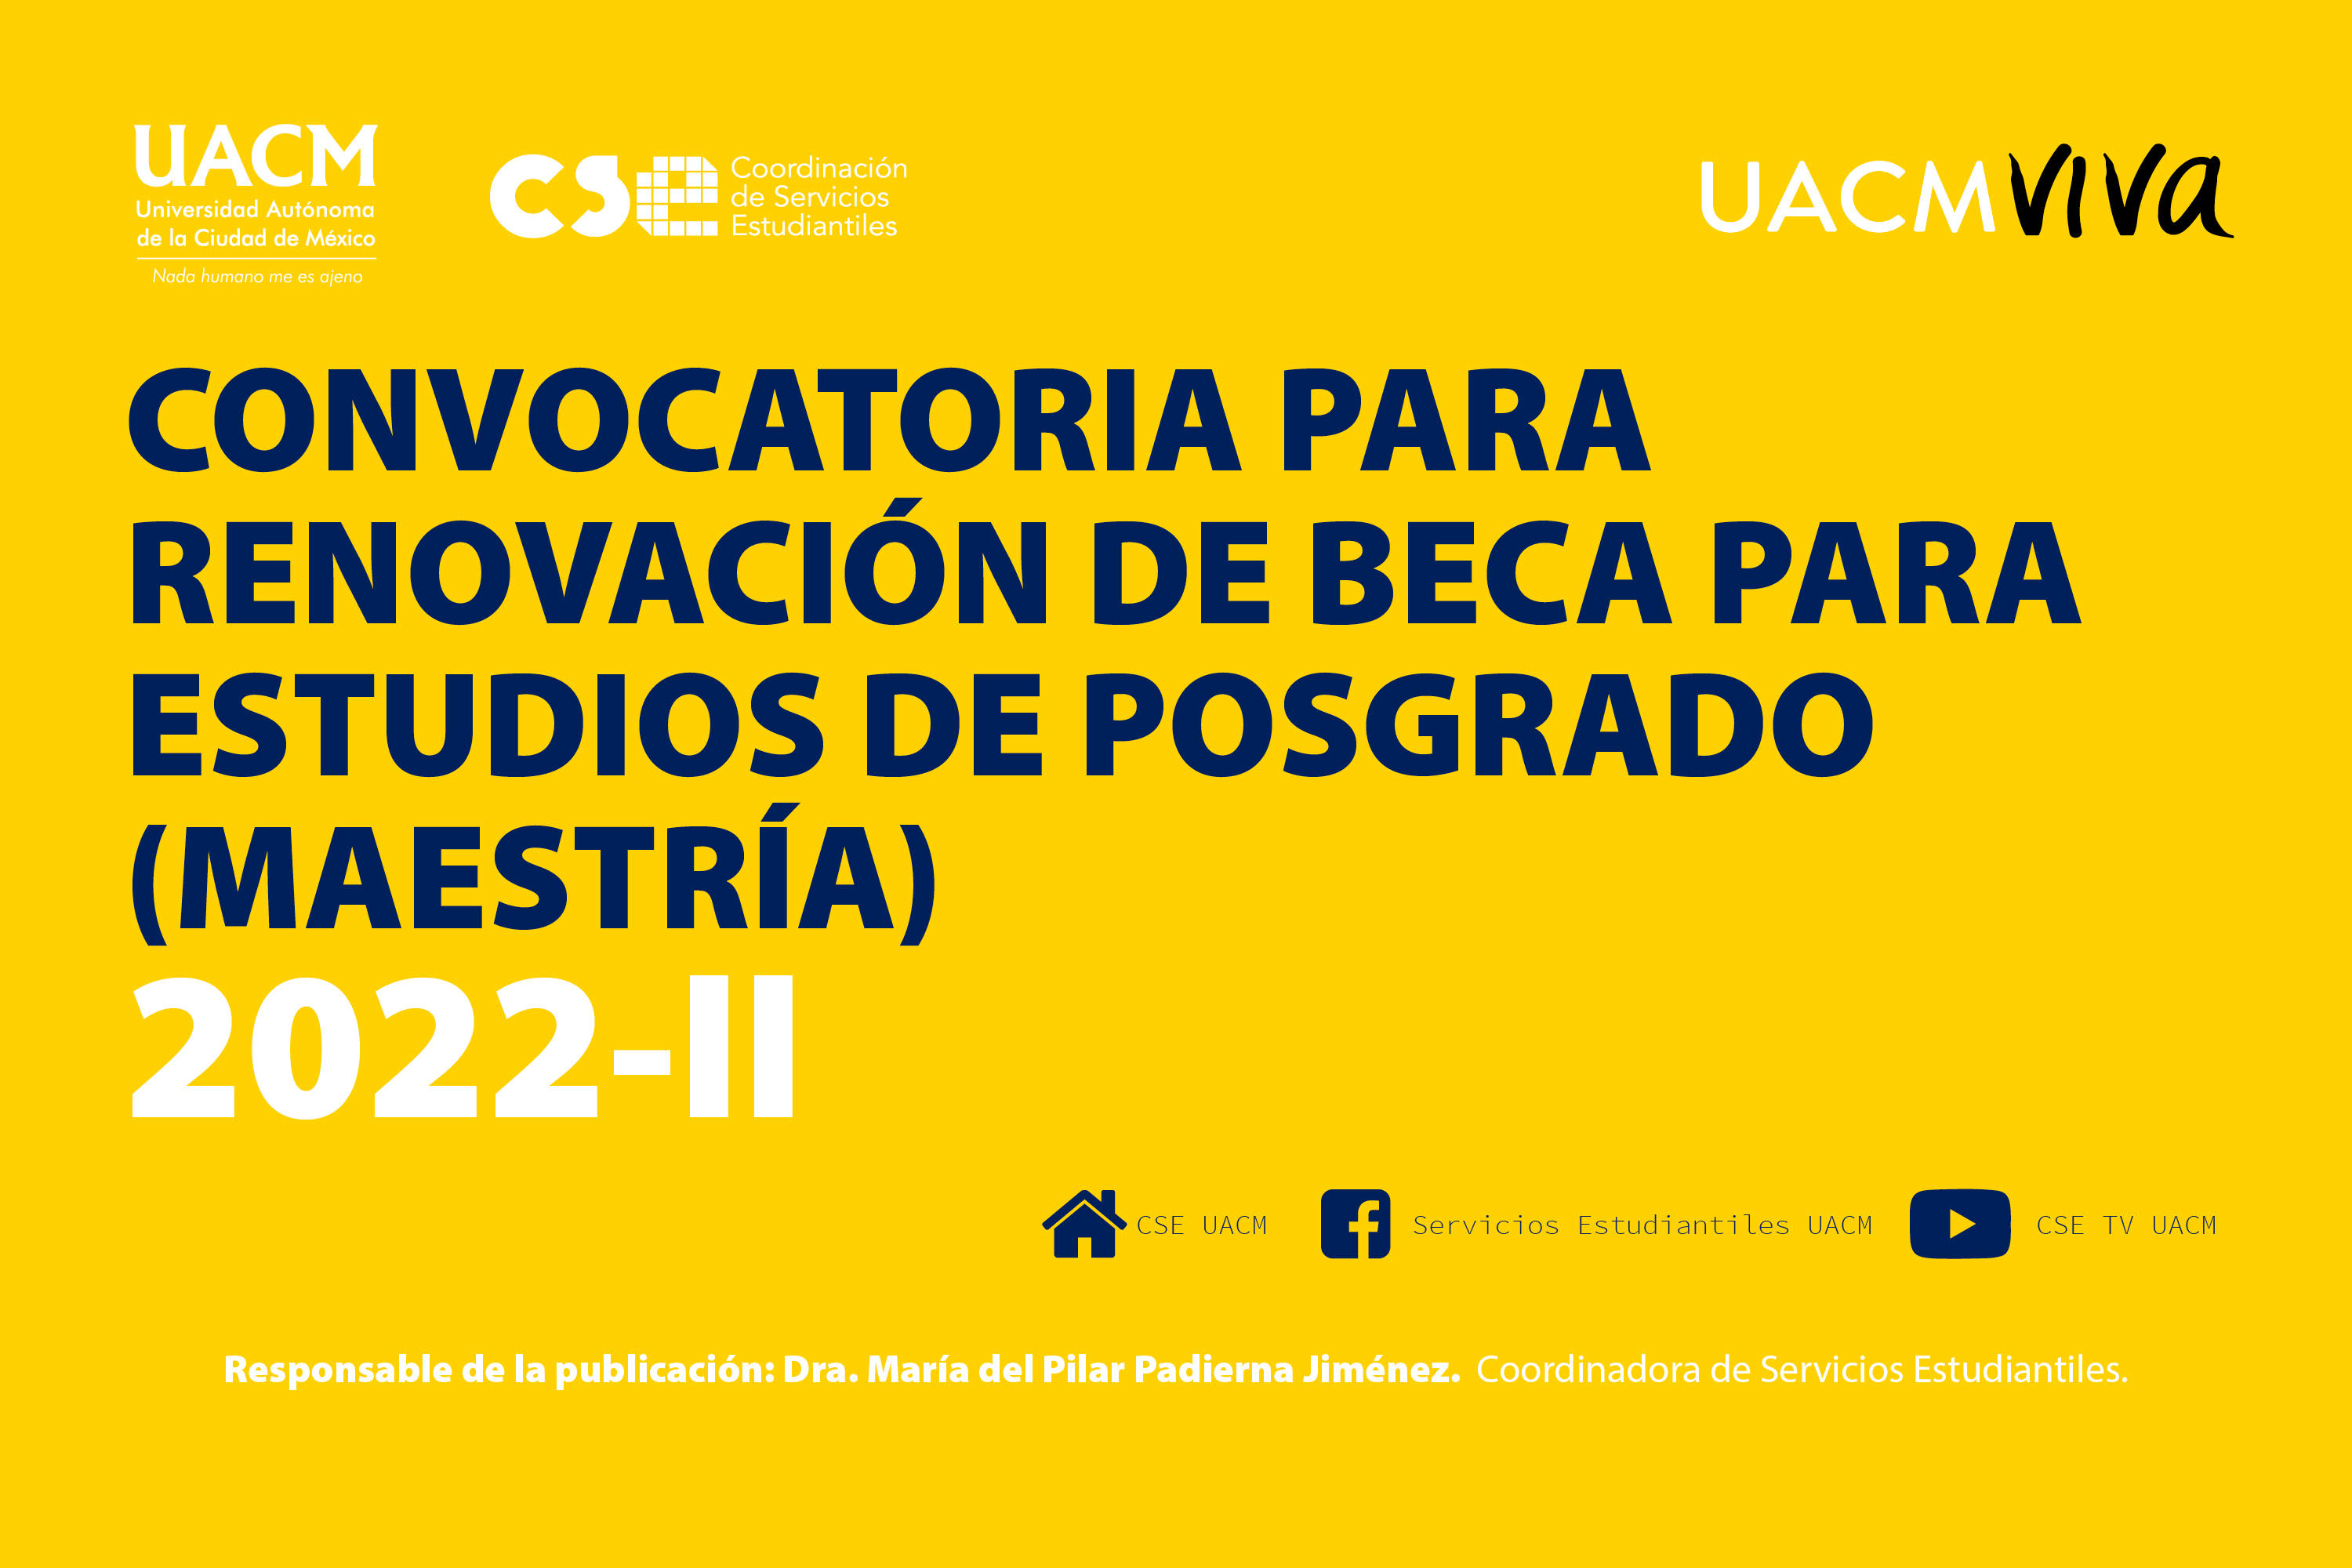 UACM
Universidad Autónoma
de la Ciudad de México
Nada humano me es ajeno
cse
Coordinación
de Servicios
Estudiantiles
UACMviva
CONVOCATORIA PARA
RENOVACIÓN DE BECA PARA
ESTUDIOS DE POSGRADO
(MAESTRÍA)
2022-II
CSE UACM
Servicios Estudiantiles UACM
CSE TV UACM
Responsable de la publicación: Dra. María del Pilar Padierna Jiménez. Coordinadora de Servicios Estudiantiles.